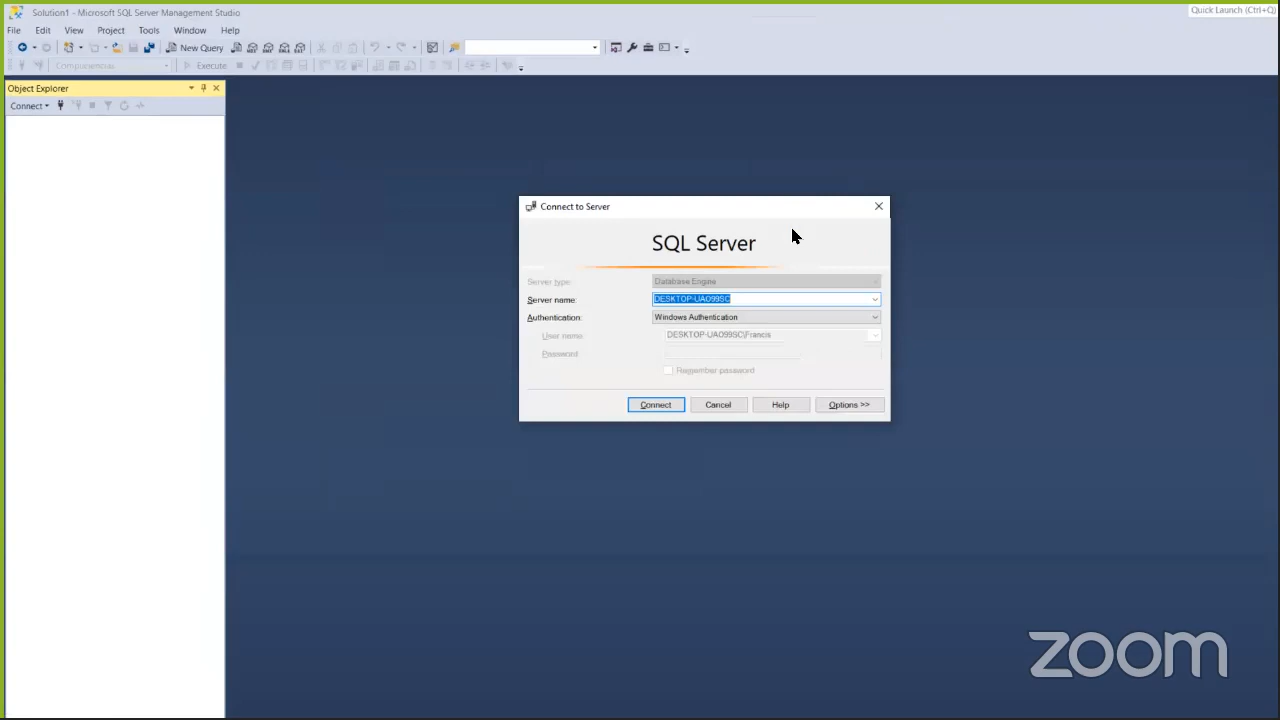 Solution1 - Microsoft SQL Server Management Studio
Quick Launch (Ctrl+Q)
File Edit View Project Tools Window Help
New Query
Execute
Object Explorer
Connect
Connect to Server
SQL Server
Server type: Database Engine
Server name: DESKTOP-UAO99SC
Authentication: Windows Authentication
User name: DESKTOP-UAO99SC\Francis
Password
Remember password
Connect Cancel Help Options >>
zoom